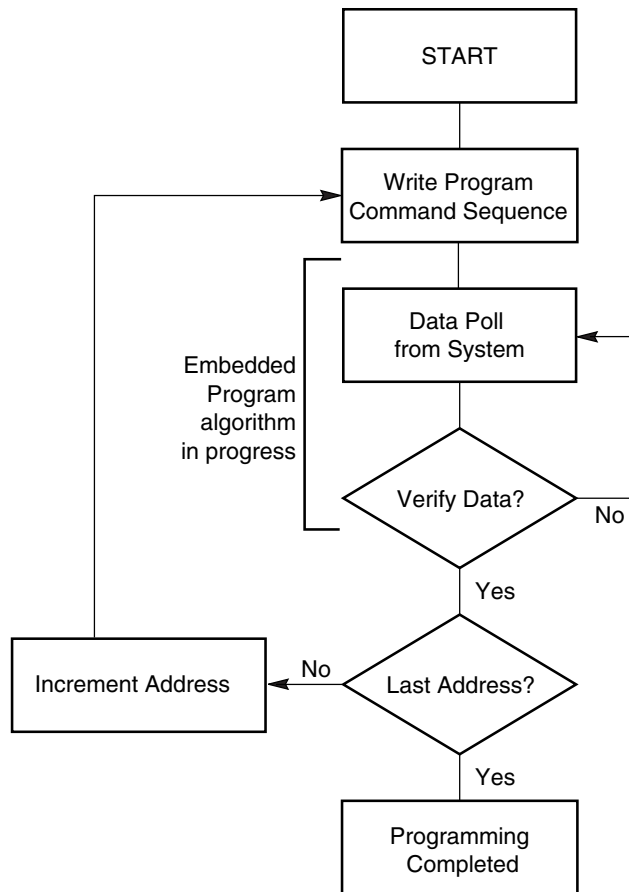 START
Write Program
Command Sequence
Data Poll
from System
Embedded
Program
algorithm
in progress
Verify Data?
No
Yes
Increment Address
No
Last Address?
Yes
Programming
Completed